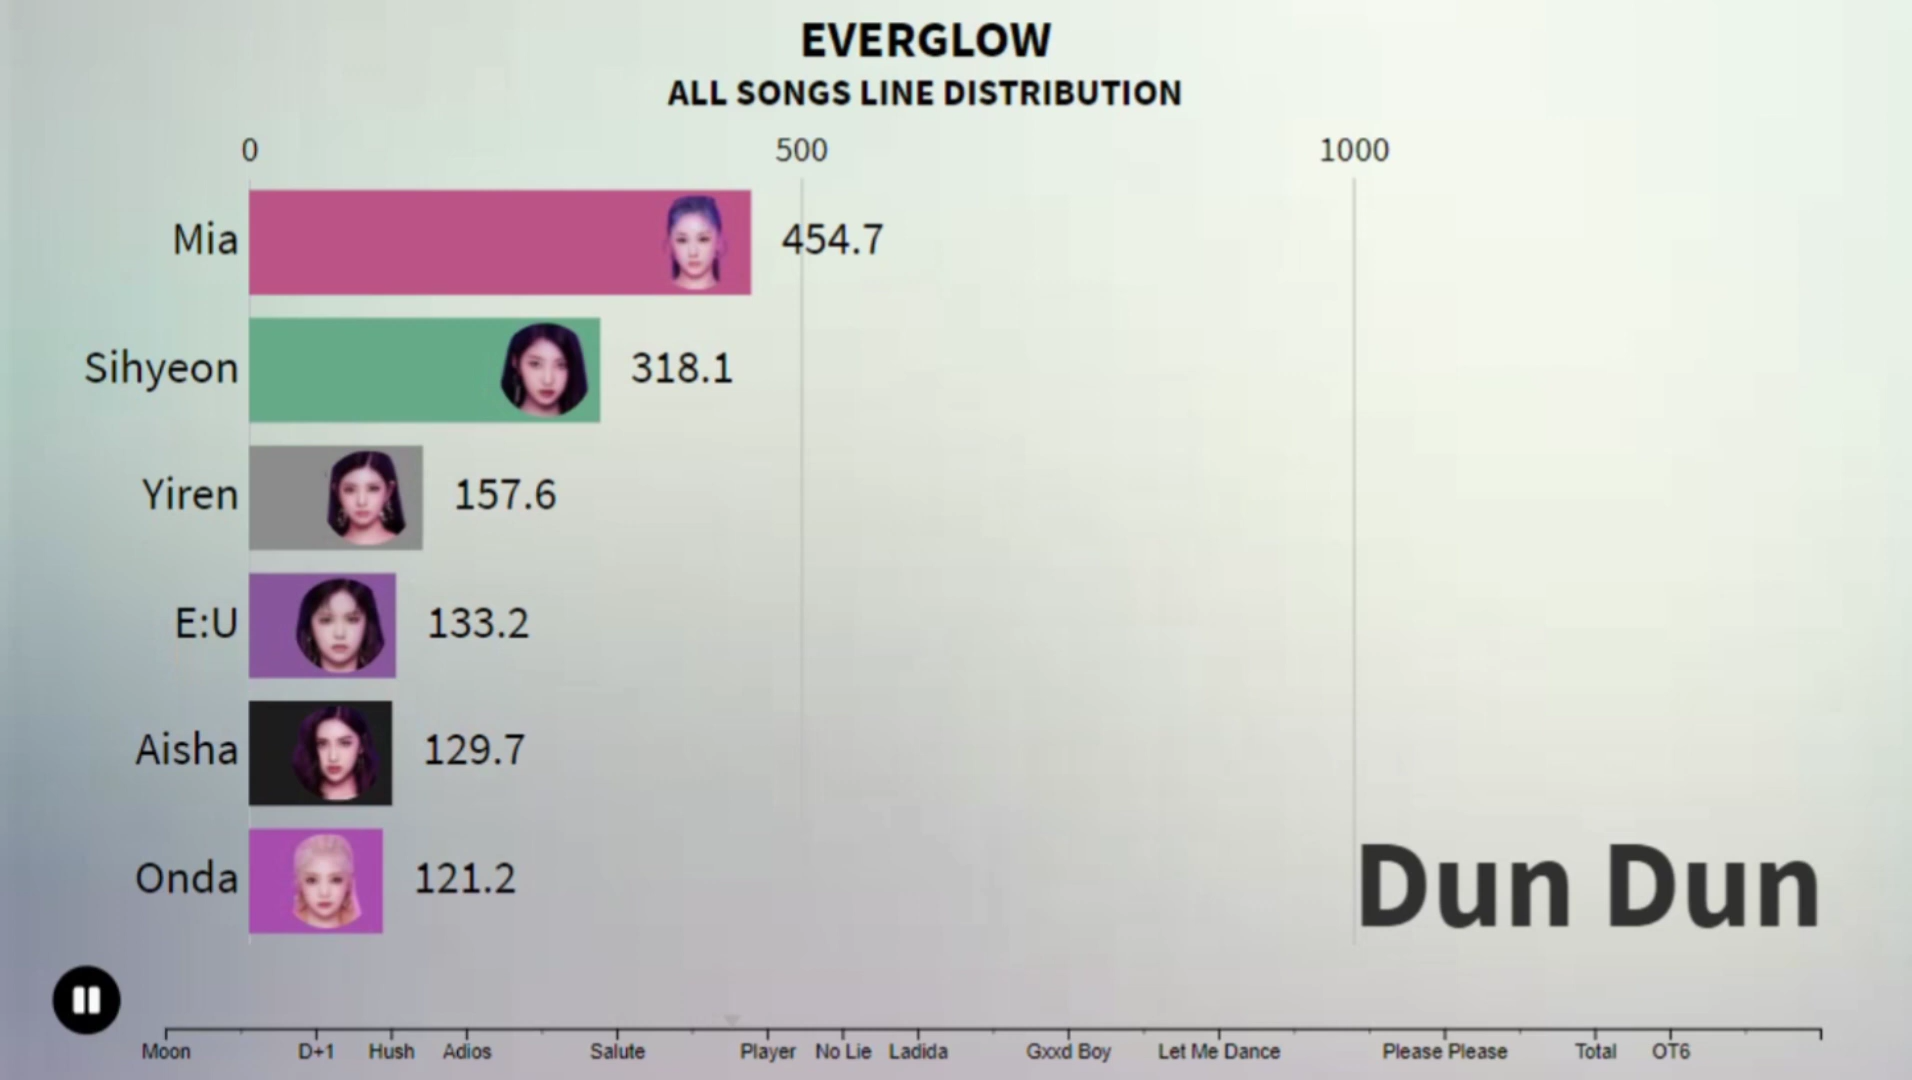 EVERGLOW
ALL SONGS LINE DISTRIBUTION
0 500 1000
Mia 454.7
Sihyeon 318.1
Yiren 157.6
E:U 133.2
Aisha 129.7
Onda 121.2
Dun Dun
Moon D+1 Hush Adios Salute Player No Lie Ladida Gxxd Boy Let Me Dance Please Please Total OT6